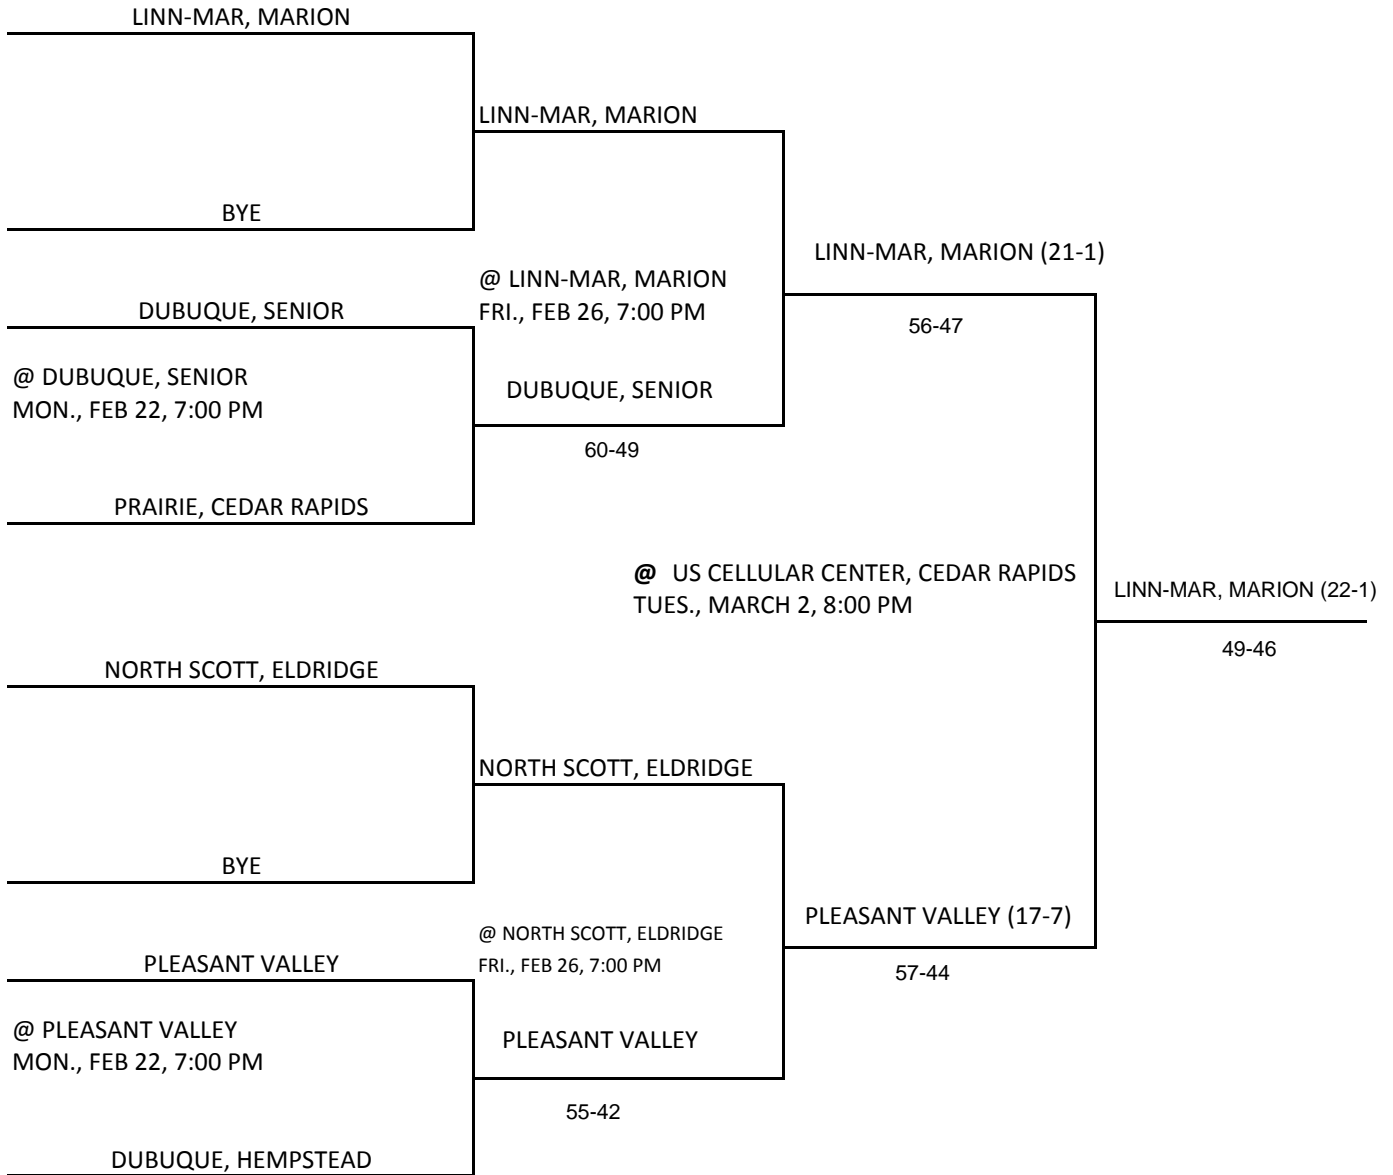 LINN-MAR, MARION
LINN-MAR, MARION
BYE
LINN-MAR, MARION (21-1)
@ LINN-MAR, MARION
FRI., FEB 26, 7:00 PM
DUBUQUE, SENIOR
56-47
@ DUBUQUE, SENIOR
MON., FEB 22, 7:00 PM
DUBUQUE, SENIOR
60-49
PRAIRIE, CEDAR RAPIDS
@ US CELLULAR CENTER, CEDAR RAPIDS
TUES., MARCH 2, 8:00 PM
LINN-MAR, MARION (22-1)
49-46
NORTH SCOTT, ELDRIDGE
NORTH SCOTT, ELDRIDGE
BYE
PLEASANT VALLEY (17-7)
@ NORTH SCOTT, ELDRIDGE
FRI., FEB 26, 7:00 PM
PLEASANT VALLEY
57-44
@ PLEASANT VALLEY
MON., FEB 22, 7:00 PM
PLEASANT VALLEY
55-42
DUBUQUE, HEMPSTEAD